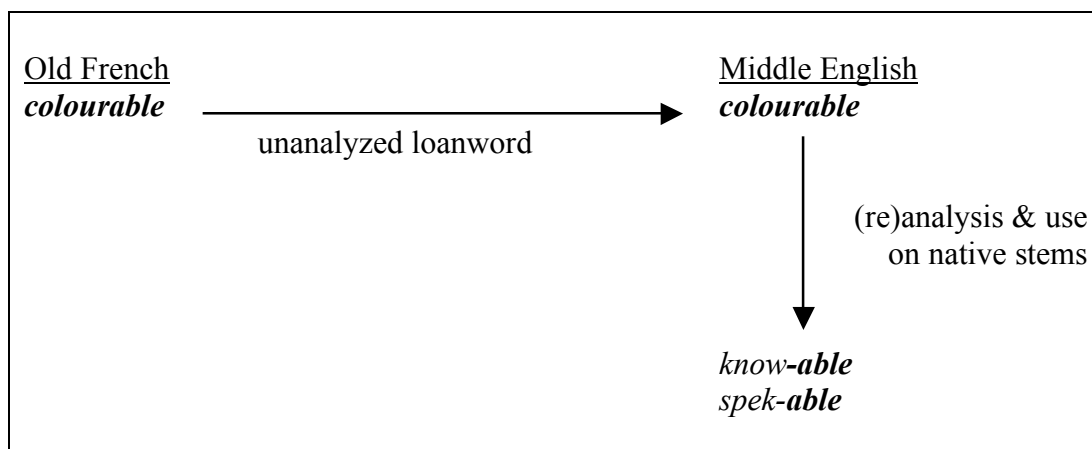 Old French
colourable
unanalyzed loanword
Middle English
colourable
(re)analysis & use
on native stems
know-able
spek-able